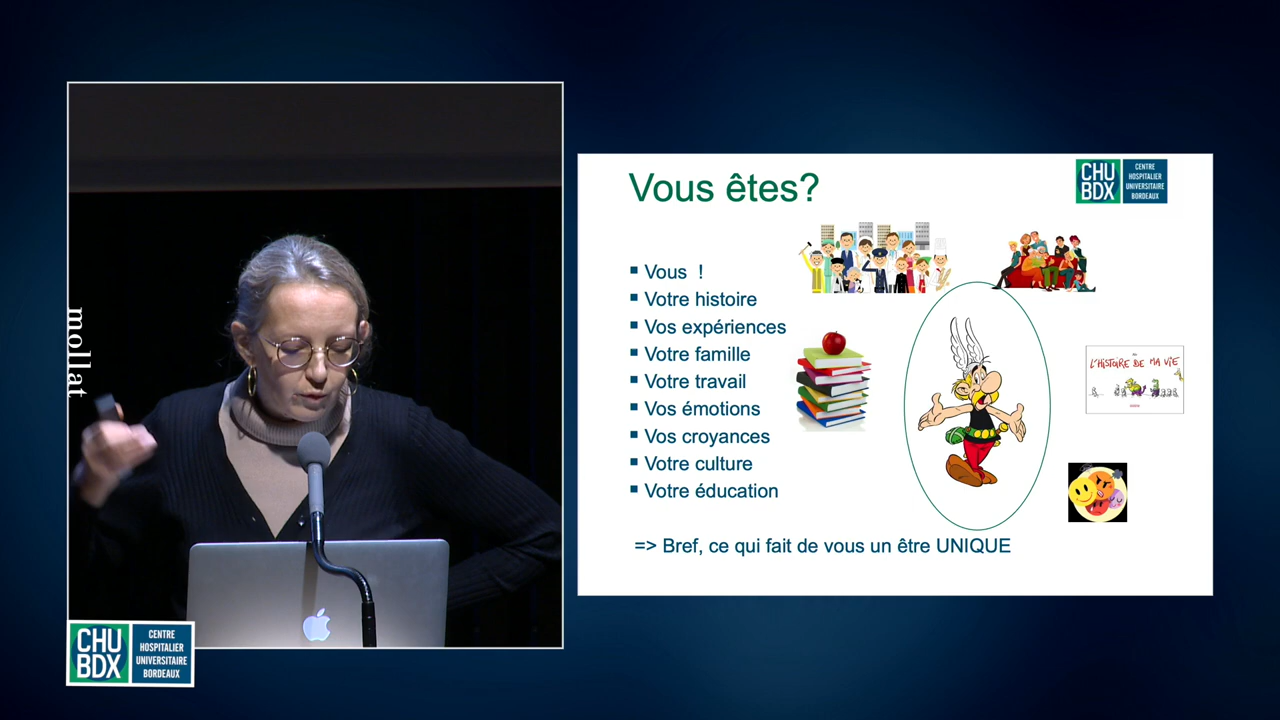 mollat
CHU
BDX
CENTRE
HOSPITALIER
UNIVERSITAIRE
BORDEAUX
Vous êtes?
CHU
BDX
CENTRE
HOSPITALIER
UNIVERSITAIRE
BORDEAUX
▪ Vous !
▪ Votre histoire
▪ Vos expériences
▪ Votre famille
▪ Votre travail
▪ Vos émotions
▪ Vos croyances
▪ Votre culture
▪ Votre éducation
L'HISTOIRE DE MA VIE
=> Bref, ce qui fait de vous un être UNIQUE